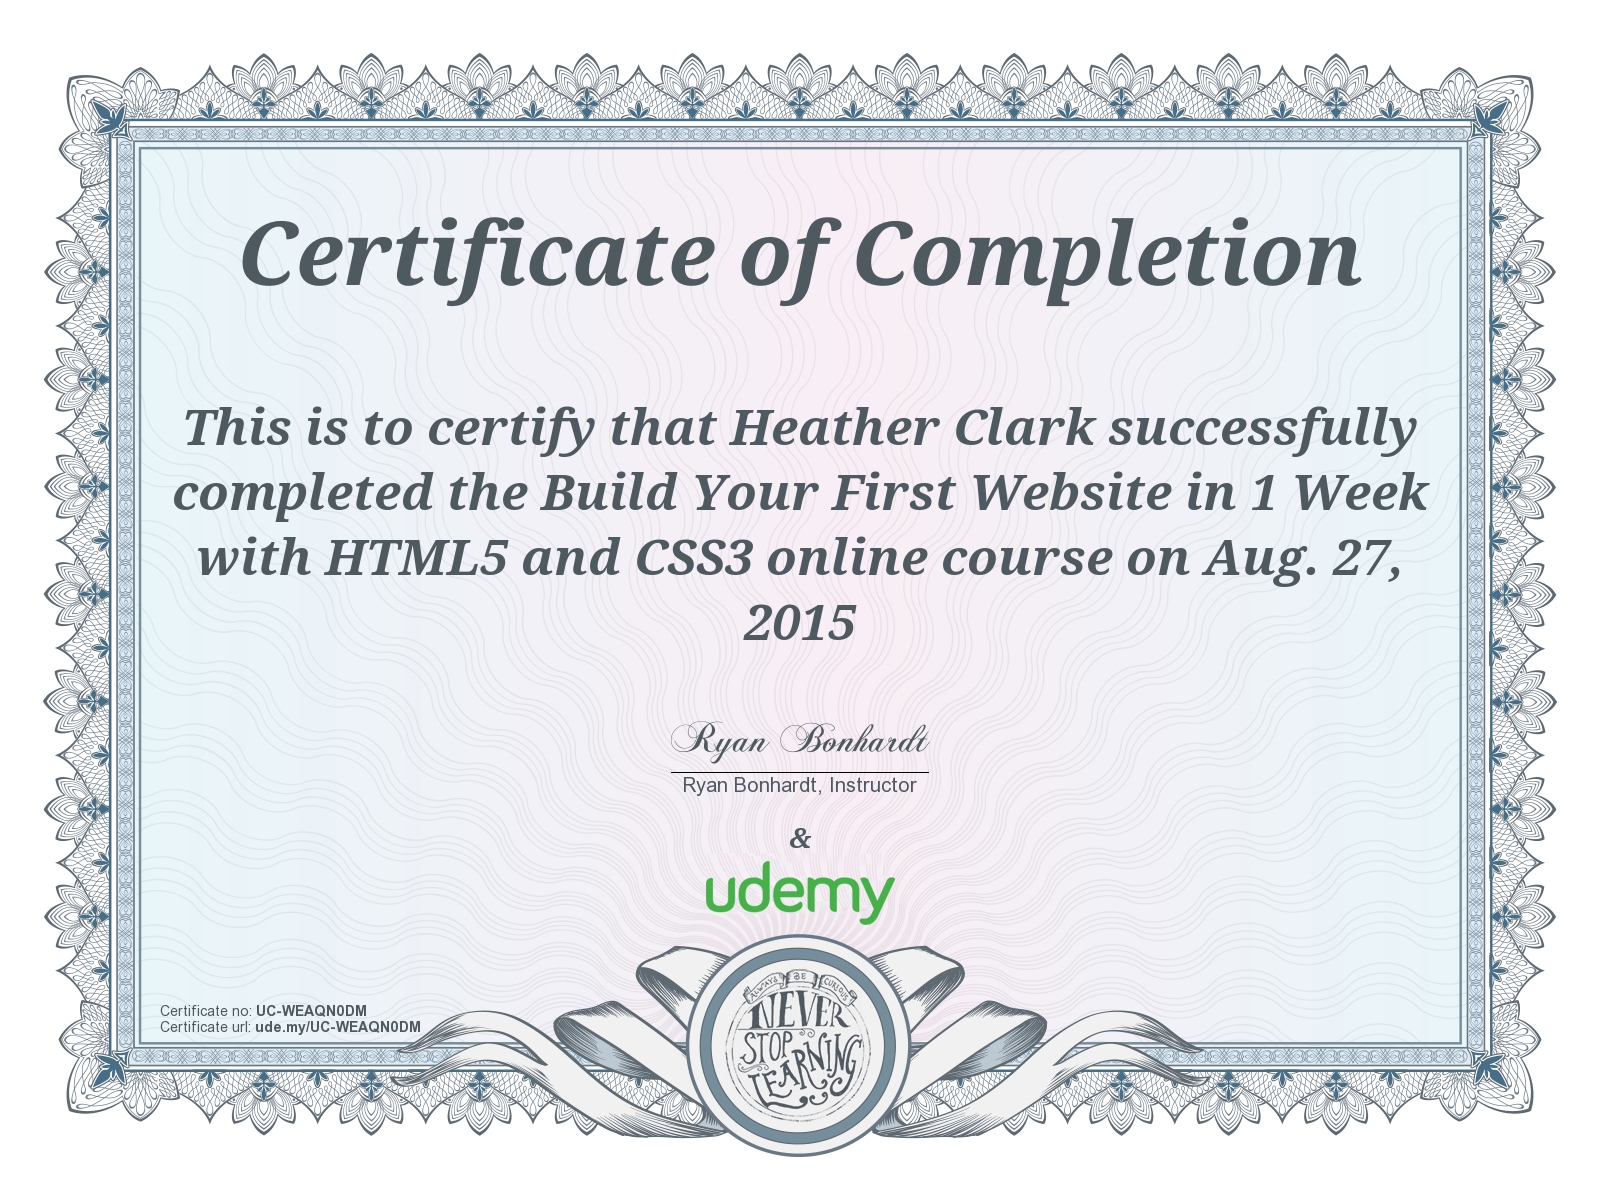 Certificate of Completion
This is to certify that Heather Clark successfully
completed the Build Your First Website in 1 Week
with HTML5 and CSS3 online course on Aug. 27,
2015
Ryan Bonhardt
Ryan Bonhardt, Instructor
&
udemy
Certificate no: UC-WEAQN0DM
Certificate url: ude.my/UC-WEAQN0DM
ALWAYS BE CURIOUS
NEVER
STOP
LEARNING